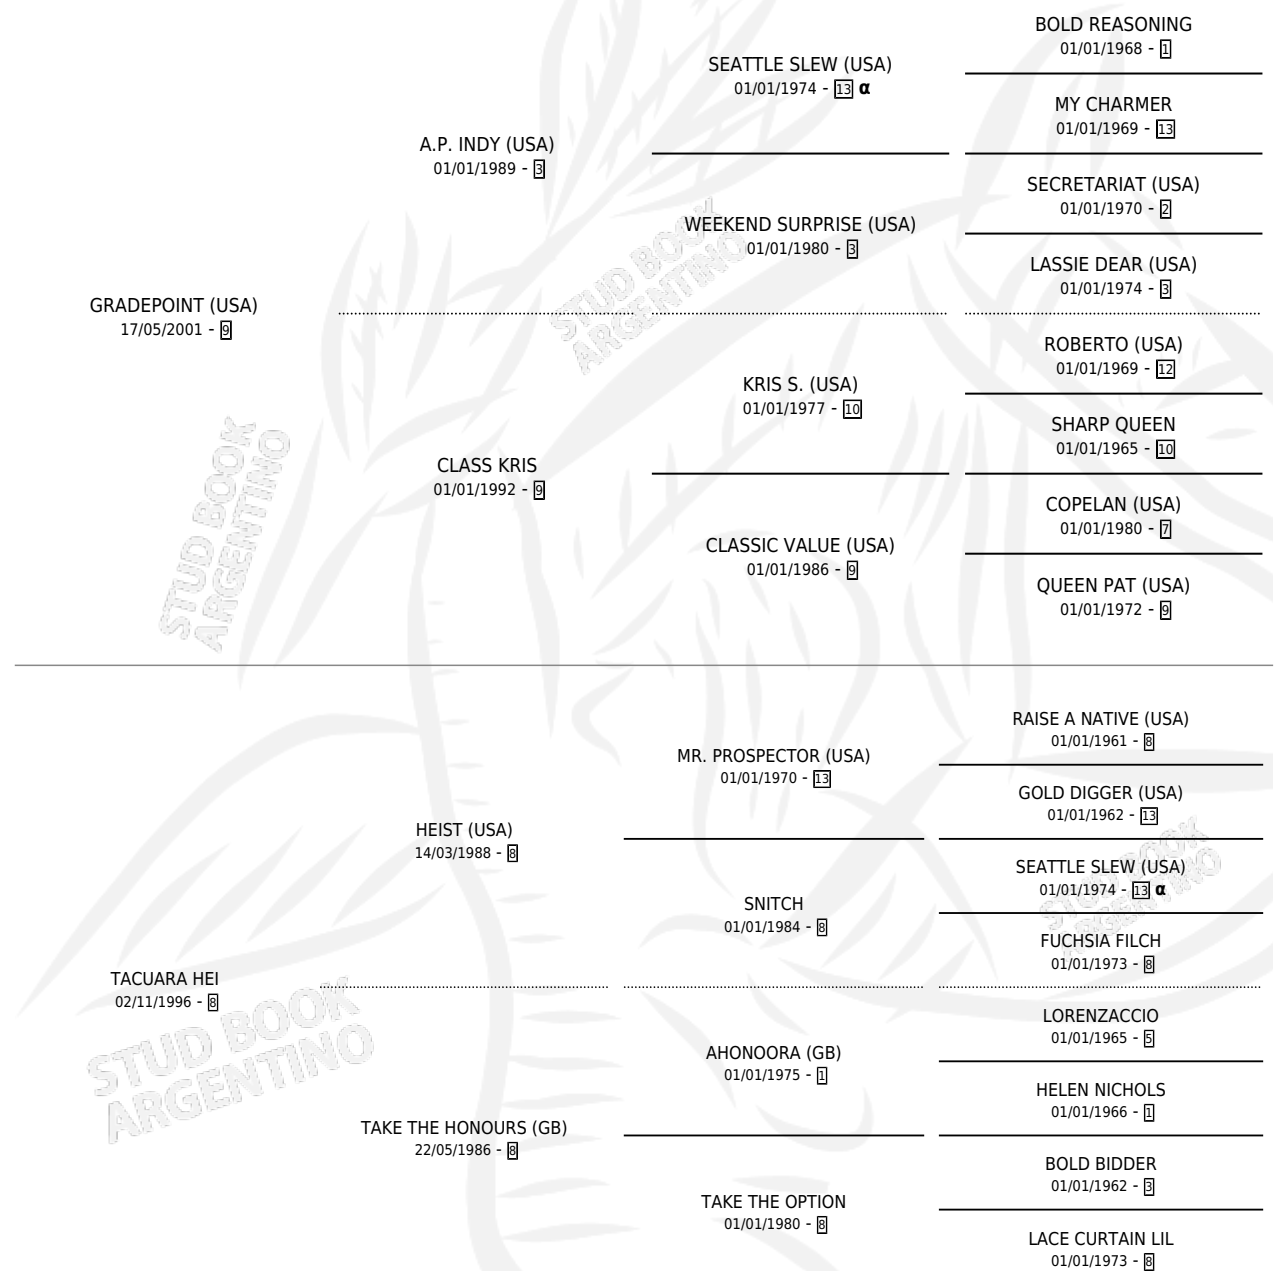 BOLD REASONING
01/01/1968 - 1
SEATTLE SLEW (USA)
01/01/1974 - 13 α
MY CHARMER
01/01/1969 - 13
A.P. INDY (USA)
01/01/1989 - 3
SECRETARIAT (USA)
01/01/1970 - 2
WEEKEND SURPRISE (USA)
01/01/1980 - 3
LASSIE DEAR (USA)
01/01/1974 - 3
GRADEPOINT (USA)
17/05/2001 - 9
ROBERTO (USA)
01/01/1969 - 12
KRIS S. (USA)
01/01/1977 - 10
SHARP QUEEN
01/01/1965 - 10
CLASS KRIS
01/01/1992 - 9
COPELAN (USA)
01/01/1980 - 7
CLASSIC VALUE (USA)
01/01/1986 - 9
QUEEN PAT (USA)
01/01/1972 - 9
RAISE A NATIVE (USA)
01/01/1961 - 8
MR. PROSPECTOR (USA)
01/01/1970 - 13
GOLD DIGGER (USA)
01/01/1962 - 13
HEIST (USA)
14/03/1988 - 8
SEATTLE SLEW (USA)
01/01/1974 - 13 α
SNITCH
01/01/1984 - 8
FUCHSIA FILCH
01/01/1973 - 8
TACUARA HEI
02/11/1996 - 8
LORENZACCIO
01/01/1965 - 5
AHONOORA (GB)
01/01/1975 - 1
HELEN NICHOLS
01/01/1966 - 1
TAKE THE HONOURS (GB)
22/05/1986 - 8
BOLD BIDDER
01/01/1962 - 3
TAKE THE OPTION
01/01/1980 - 8
LACE CURTAIN LIL
01/01/1973 - 8
STUD BOOK
ARGENTINO
STUD BOOK
ARGENTINO
STUD BOOK
ARGENTINO
STUD BOOK
ARGENTINO